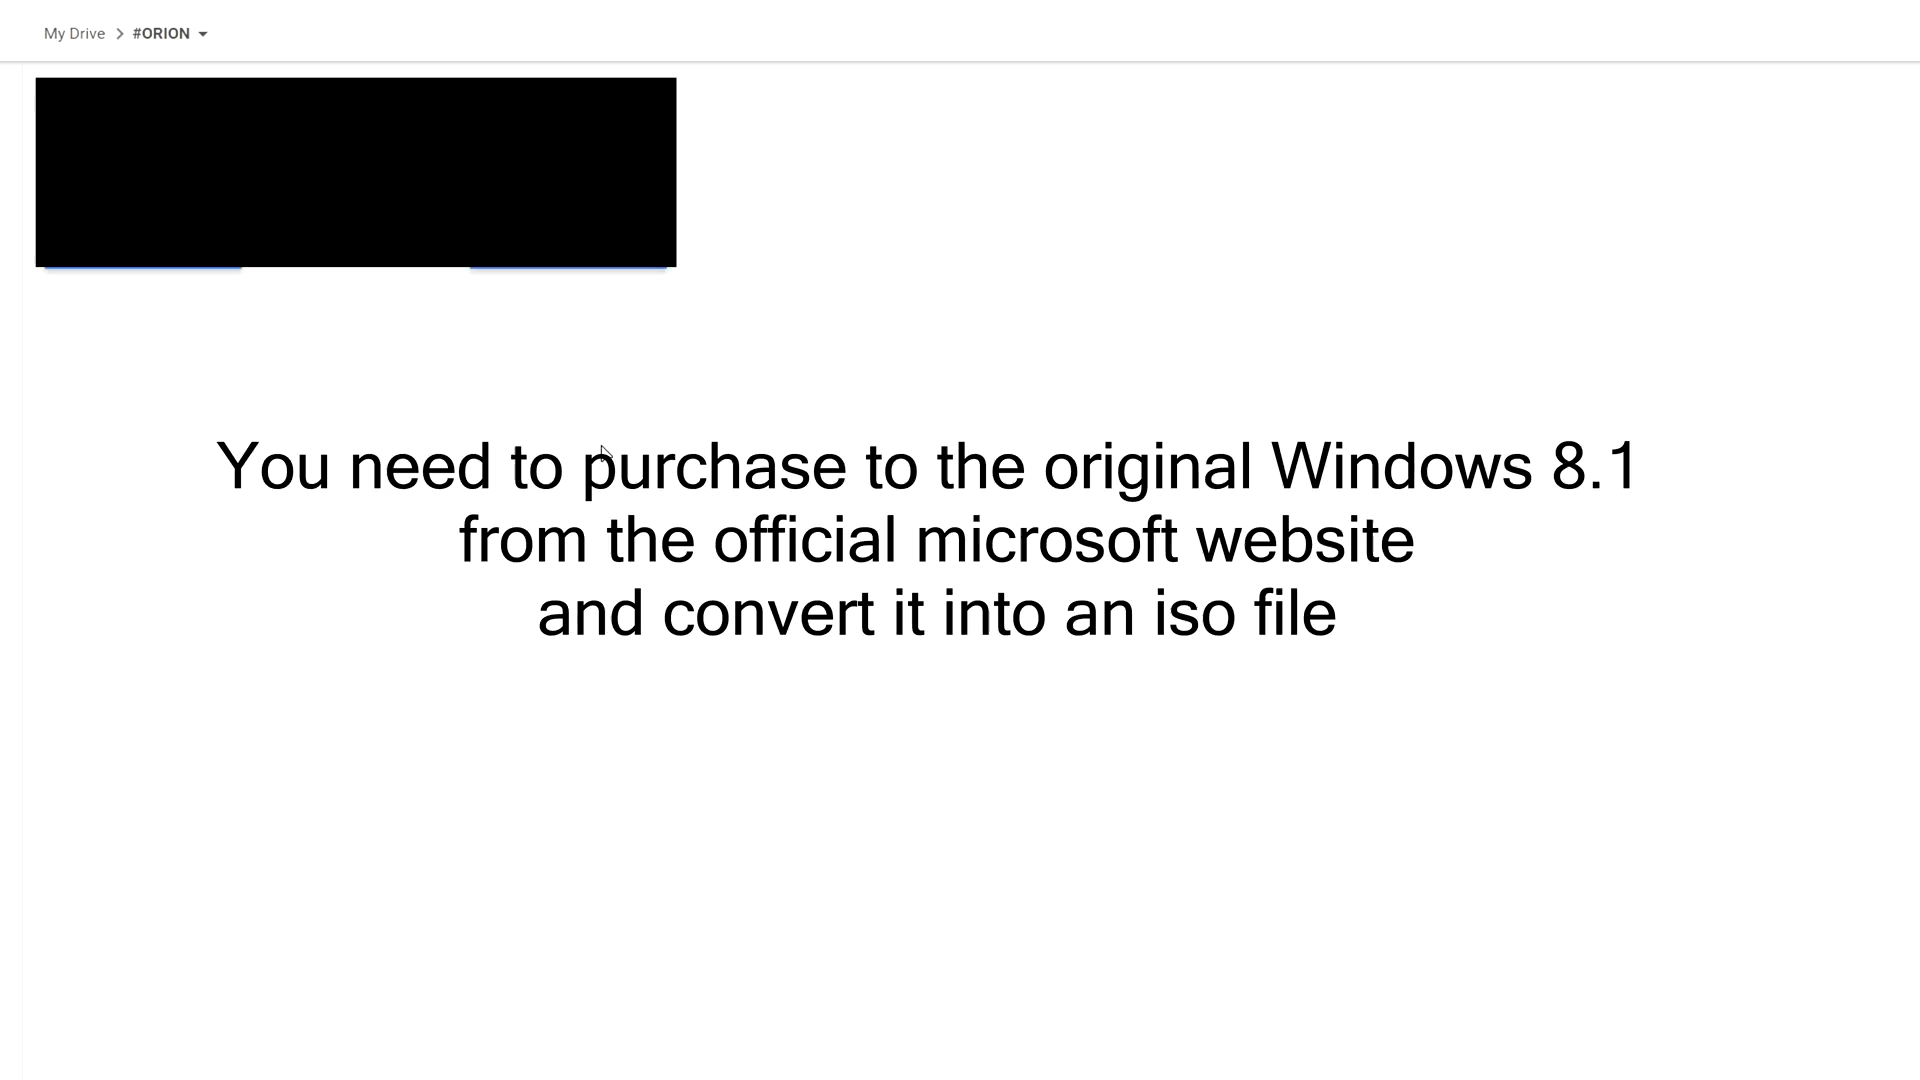 My Drive > #ORION
You need to purchase to the original Windows 8.1
from the official microsoft website
and convert it into an iso file